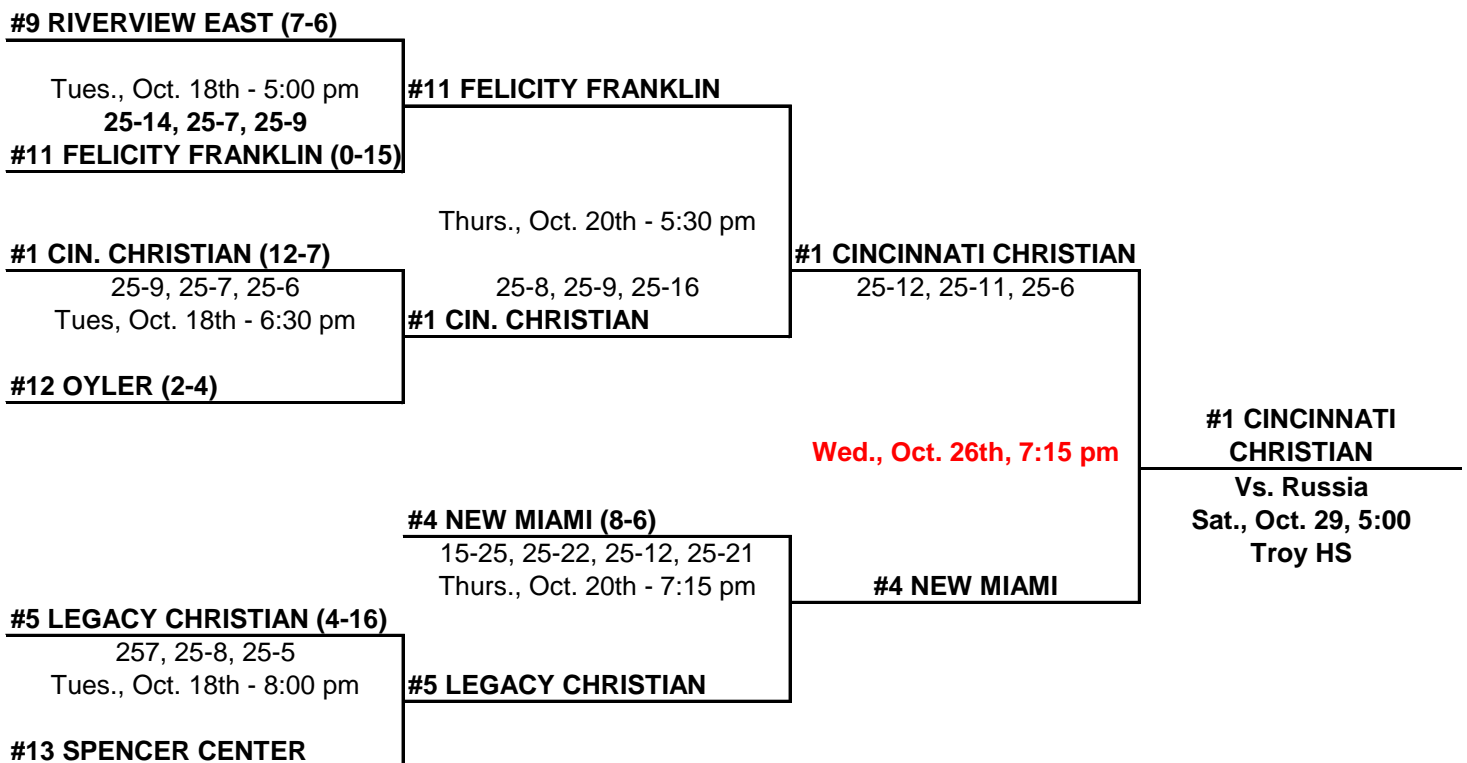 #9 RIVERVIEW EAST (7-6)
Tues., Oct. 18th - 5:00 pm
25-14, 25-7, 25-9
#11 FELICITY FRANKLIN (0-15)
#11 FELICITY FRANKLIN
Thurs., Oct. 20th - 5:30 pm
25-8, 25-9, 25-16
#1 CIN. CHRISTIAN
#1 CIN. CHRISTIAN (12-7)
25-9, 25-7, 25-6
Tues, Oct. 18th - 6:30 pm
#12 OYLER (2-4)
#1 CINCINNATI CHRISTIAN
25-12, 25-11, 25-6
Wed., Oct. 26th, 7:15 pm
#1 CINCINNATI
CHRISTIAN
Vs. Russia
Sat., Oct. 29, 5:00
Troy HS
#4 NEW MIAMI (8-6)
15-25, 25-22, 25-12, 25-21
Thurs., Oct. 20th - 7:15 pm
#4 NEW MIAMI
#5 LEGACY CHRISTIAN (4-16)
257, 25-8, 25-5
Tues., Oct. 18th - 8:00 pm
#5 LEGACY CHRISTIAN
#13 SPENCER CENTER